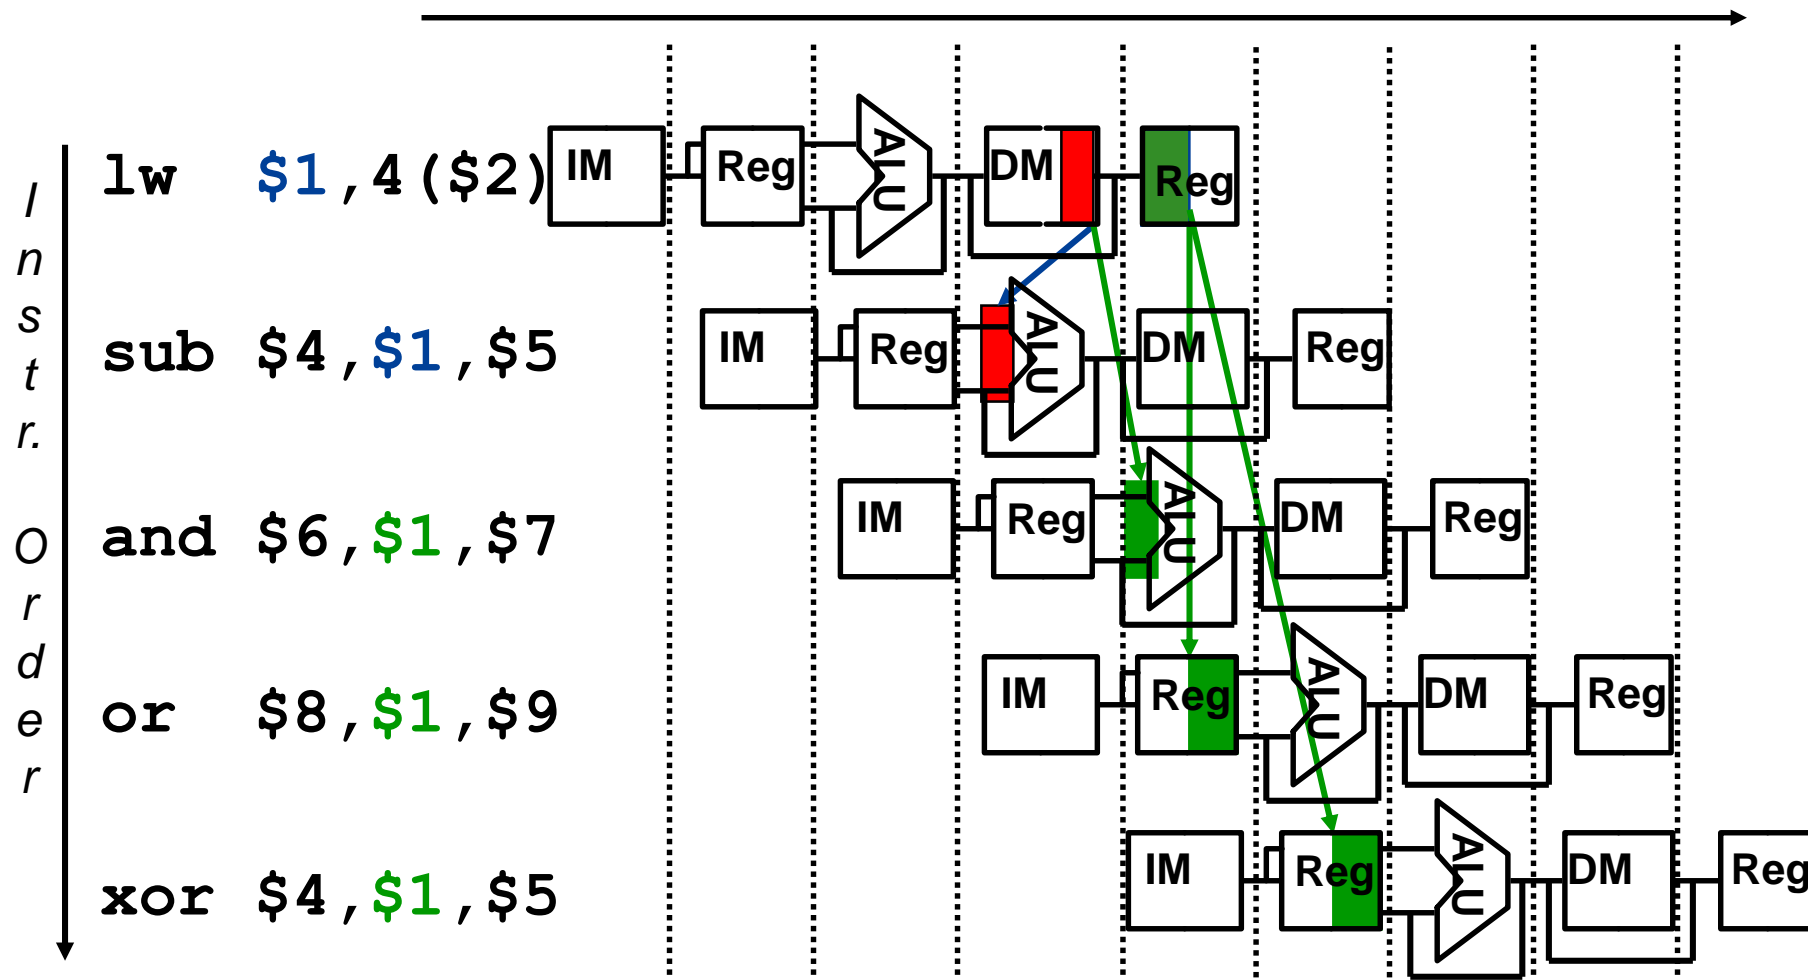 Instr. Order
lw $1,4($2) IM Reg ALU DM Reg
sub $4,$1,$5 IM Reg ALU DM Reg
and $6,$1,$7 IM Reg ALU DM Reg
or $8,$1,$9 IM Reg ALU DM Reg
xor $4,$1,$5 IM Reg ALU DM Reg